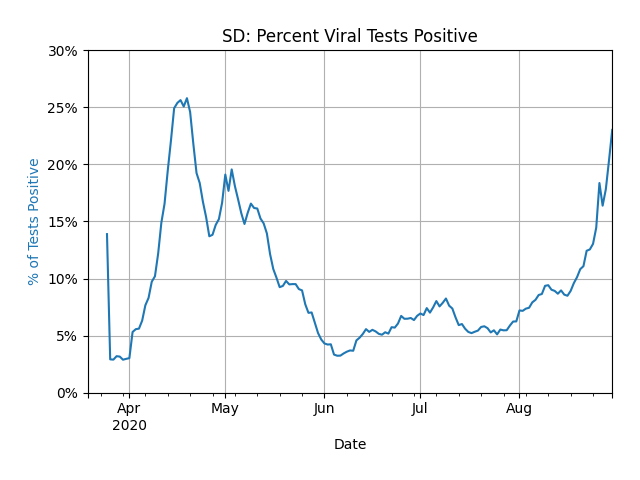 SD: Percent Viral Tests Positive
30%
25%
20%
15%
10%
5%
0%
% of Tests Positive
Apr
2020
May
Jun
Jul
Aug
Date